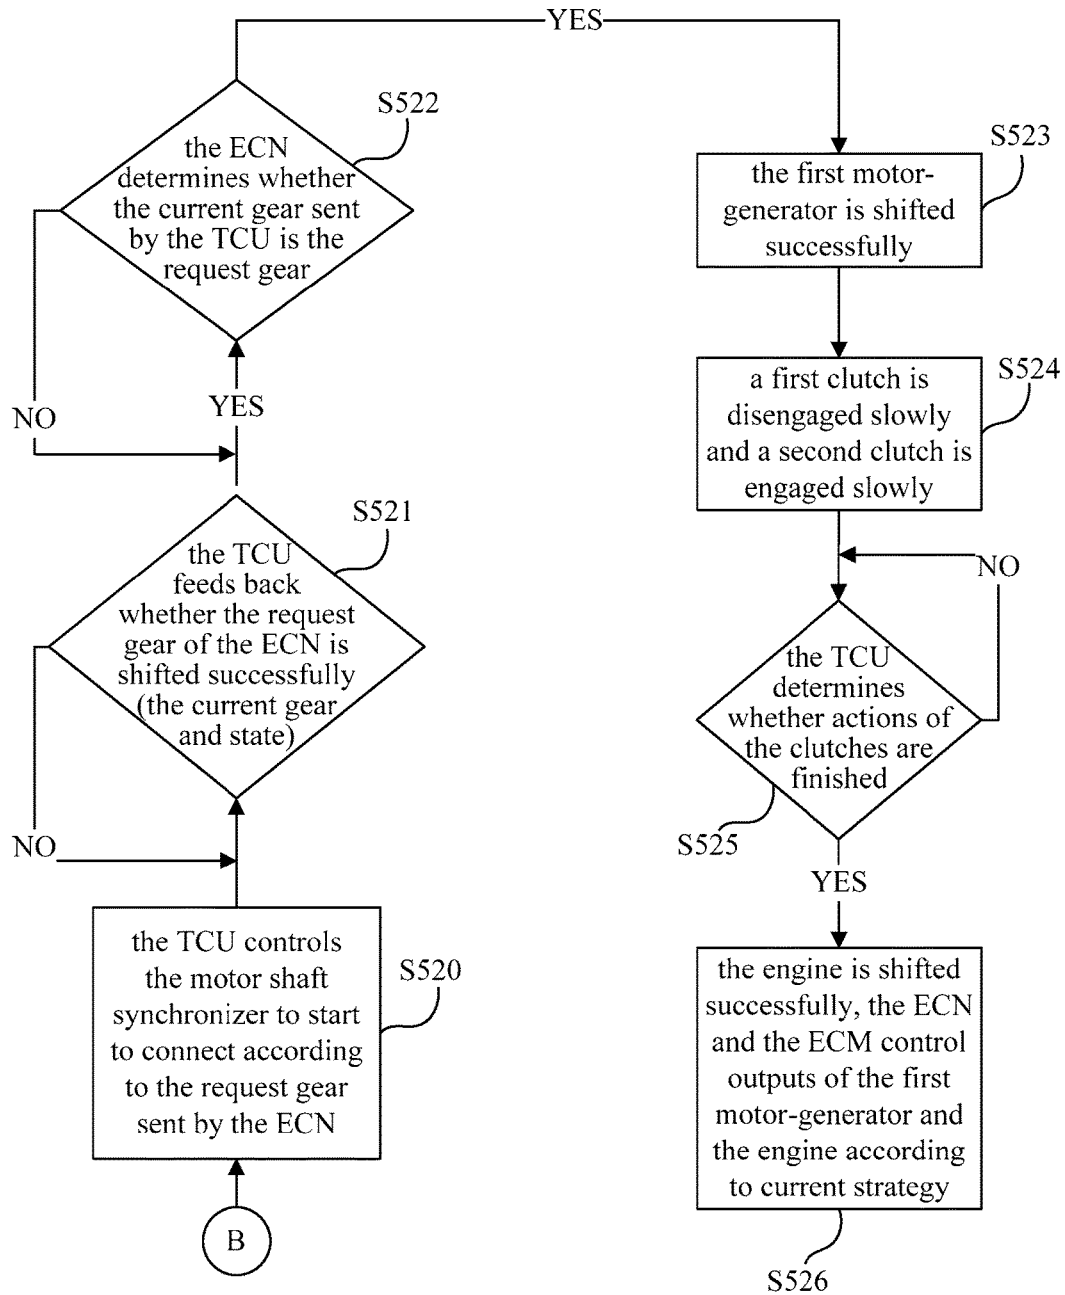 YES
S522
the ECN
determines whether
the current gear sent
by the TCU is the
request gear
NO
YES
S521
the TCU
feeds back
whether the request
gear of the ECN is
shifted successfully
(the current gear
and state)
NO
the TCU controls
the motor shaft
synchronizer to start
to connect according
to the request gear
sent by the ECN
S520
B
S523
the first motor-
generator is shifted
successfully
S524
a first clutch is
disengaged slowly
and a second clutch is
engaged slowly
NO
the TCU
determines
whether actions of
the clutches are
finished
S525
YES
the engine is shifted
successfully, the ECN
and the ECM control
outputs of the first
motor-generator and
the engine according
to current strategy
S526